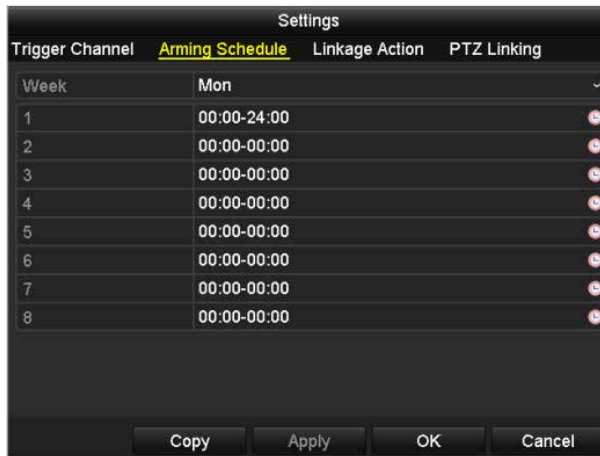 Settings
Trigger Channel Arming Schedule Linkage Action PTZ Linking
Week Mon
1 00:00-24:00
2 00:00-00:00
3 00:00-00:00
4 00:00-00:00
5 00:00-00:00
6 00:00-00:00
7 00:00-00:00
8 00:00-00:00
Copy Apply OK Cancel